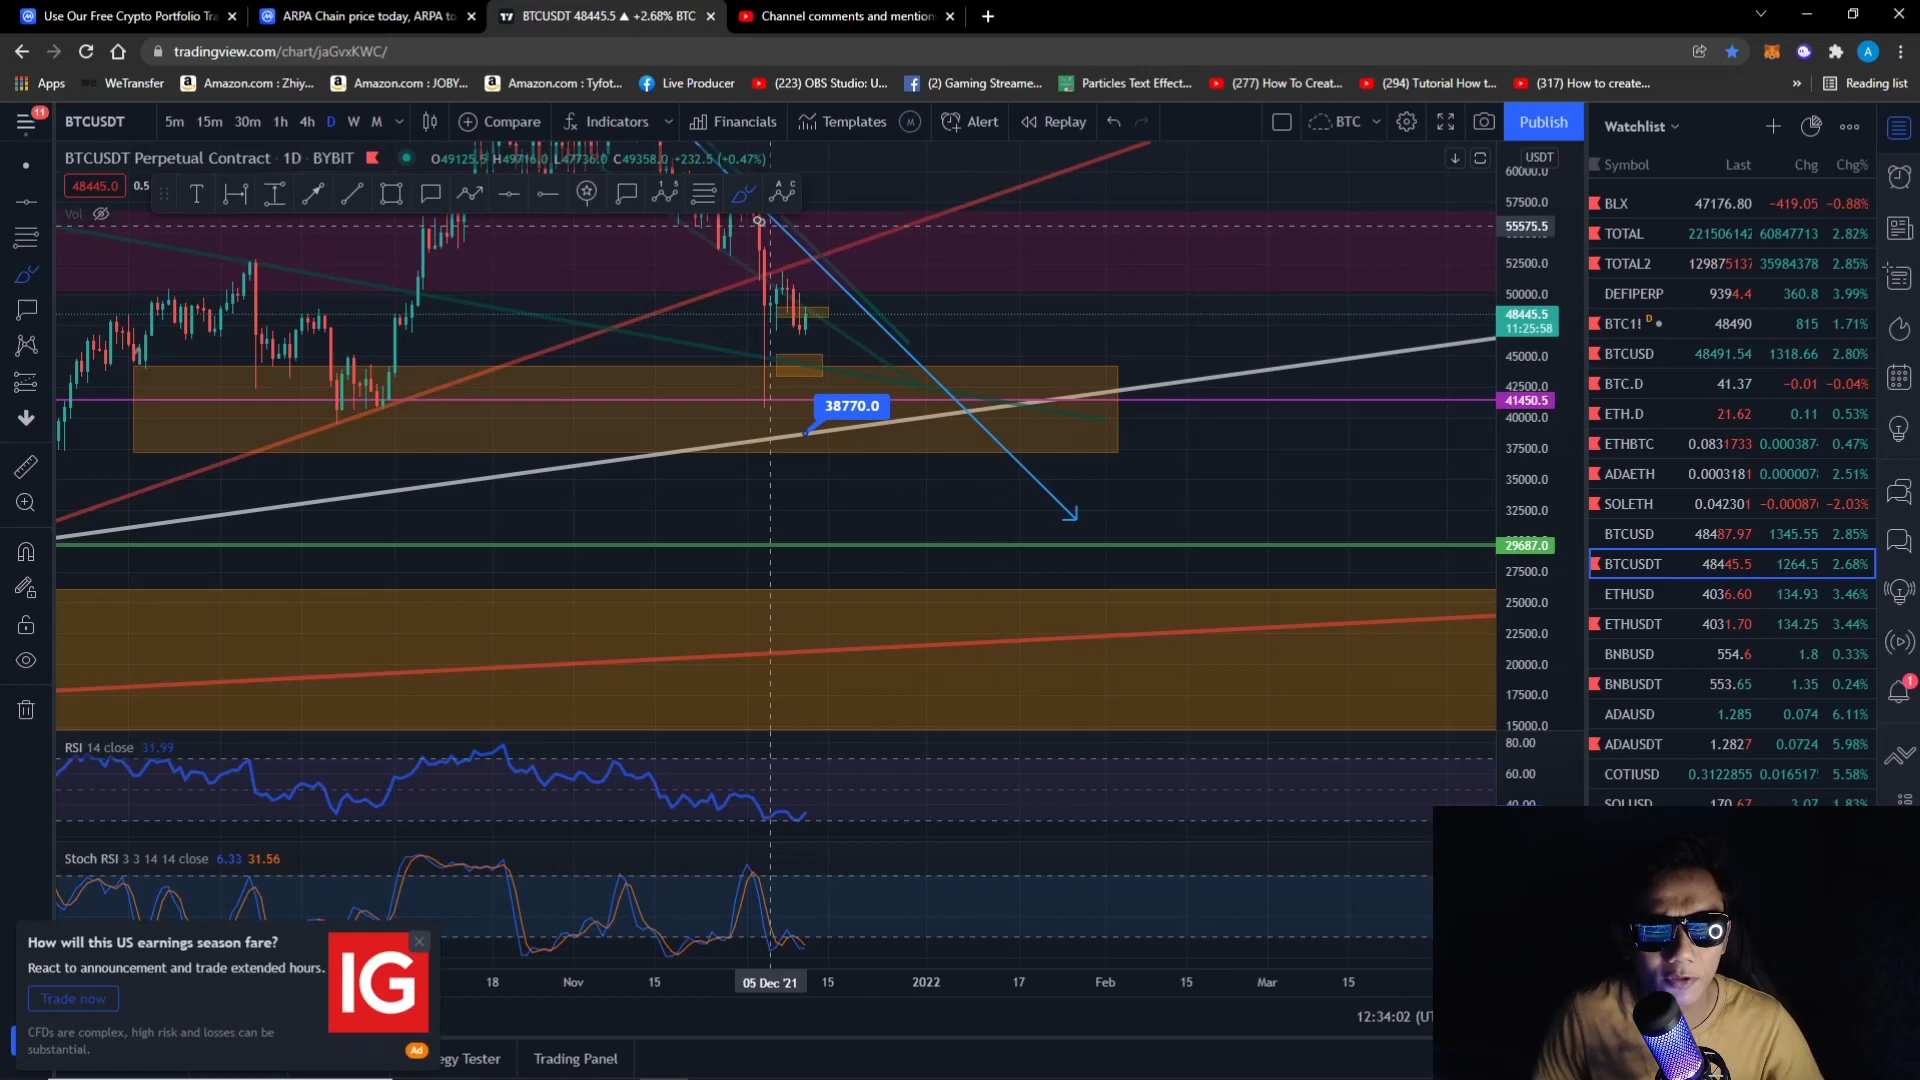 Use Our Free Crypto Portfolio Tra
ARPA Chain price today, ARPA to
BTCUSDT 48445.5 ▲ +2.68% BTC
Channel comments and mention
tradingview.com/chart/jaGvxKWC/
Apps WeTransfer Amazon.com : Zhiy... Amazon.com : JOBY... Amazon.com : Tyfot... Live Producer (223) OBS Studio: U... (2) Gaming Streame... Particles Text Effect... (277) How To Creat... (294) Tutorial How t... (317) How to create... » Reading list
11
BTCUSDT 5m 15m 30m 1h 4h D W M Compare Indicators Financials Templates M Alert Replay BTC Publish
BTCUSDT Perpetual Contract · 1D · BYBIT O49125.5 H49716.0 L47736.0 C49358.0 +232.5 (+0.47%)
48445.0 0.5
Vol
USDT
60000.0
57500.0
55575.5
52500.0
50000.0
48445.5
11:25:58
45000.0
42500.0
41450.5
40000.0
37500.0
35000.0
32500.0
29687.0
27500.0
25000.0
22500.0
20000.0
17500.0
15000.0
38770.0
RSI 14 close 31.99
80.00
60.00
40.00
Stoch RSI 3 3 14 14 close 6.33 31.56
18 Nov 15 05 Dec '21 15 2022 17 Feb 15 Mar 15
12:34:02 (UT
egy Tester Trading Panel
How will this US earnings season fare?
React to announcement and trade extended hours.
Trade now
CFDs are complex, high risk and losses can be
substantial.
IG
Ad
Watchlist
Symbol Last Chg Chg%
BLX 47176.80 −419.05 −0.88%
TOTAL 221506142 60847713 2.82%
TOTAL2 129875137 35984378 2.85%
DEFIPERP 9394.4 360.8 3.99%
BTC1! D 48490 815 1.71%
BTCUSD 48491.54 1318.66 2.80%
BTC.D 41.37 −0.01 −0.04%
ETH.D 21.62 0.11 0.53%
ETHBTC 0.0831733 0.000387 0.47%
ADAETH 0.0003181 0.000007 2.51%
SOLETH 0.042301 −0.00087 −2.03%
BTCUSD 48487.97 1345.55 2.85%
BTCUSDT 48445.5 1264.5 2.68%
ETHUSD 4036.60 134.93 3.46%
ETHUSDT 4031.70 134.25 3.44%
BNBUSD 554.6 1.8 0.33%
BNBUSDT 553.65 1.35 0.24%
ADAUSD 1.285 0.074 6.11%
ADAUSDT 1.2827 0.0724 5.98%
COTIUSD 0.3122855 0.016517 5.58%
SOLUSD 170.67 3.07 1.83%
A
1